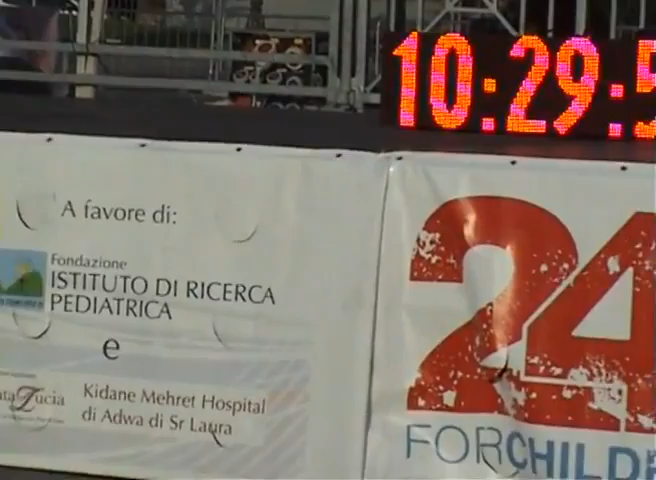 10:29:5
A favore di:
Fondazione
ISTITUTO DI RICERCA
PEDIATRICA
e
Kidane Mehret Hospital
di Adwa di Sr Laura
24
FORCHILD